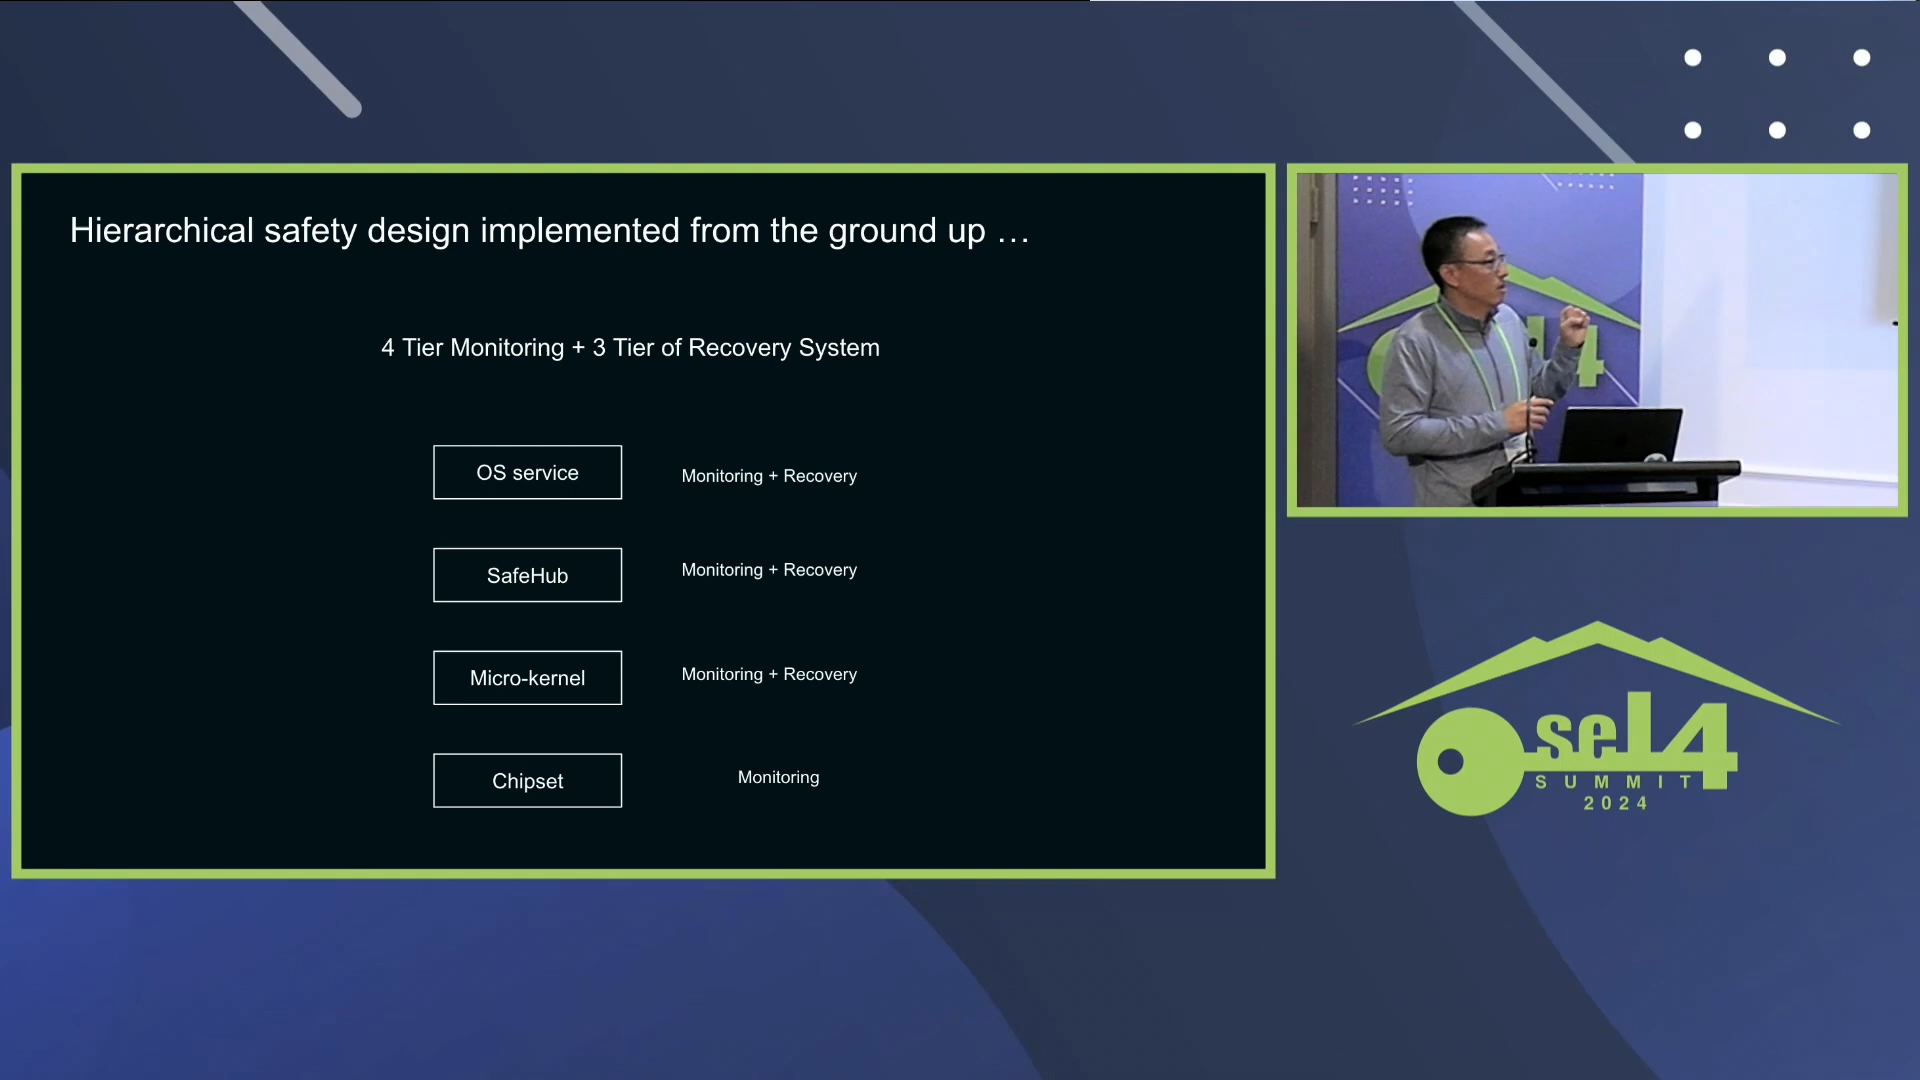 Hierarchical safety design implemented from the ground up …
4 Tier Monitoring + 3 Tier of Recovery System
OS service
Monitoring + Recovery
SafeHub
Monitoring + Recovery
Micro-kernel
Monitoring + Recovery
Chipset
Monitoring
seL4
SUMMIT
2024